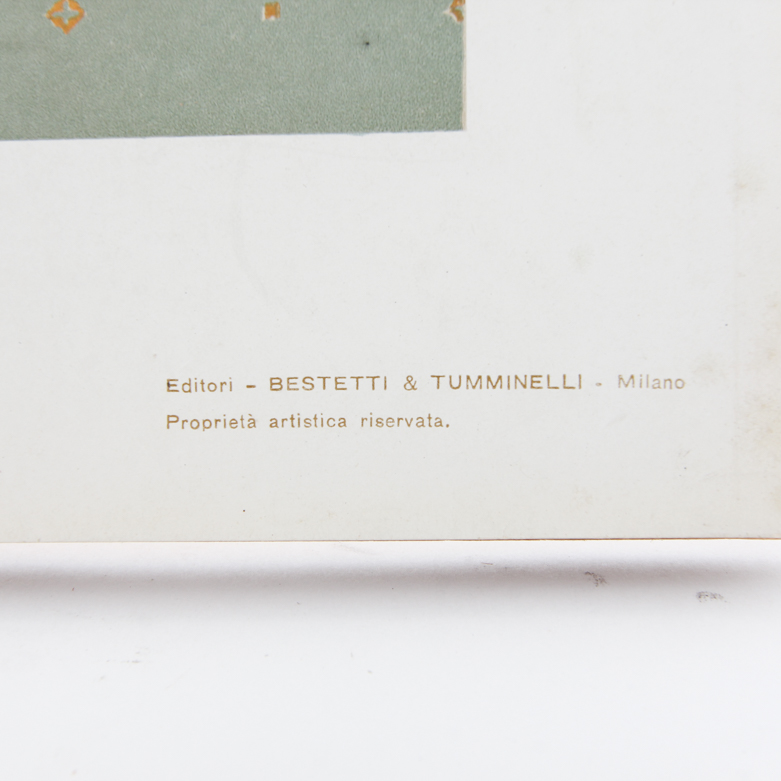 Editori - BESTETTI & TUMMINELLI - Milano
Proprietà artistica riservata.